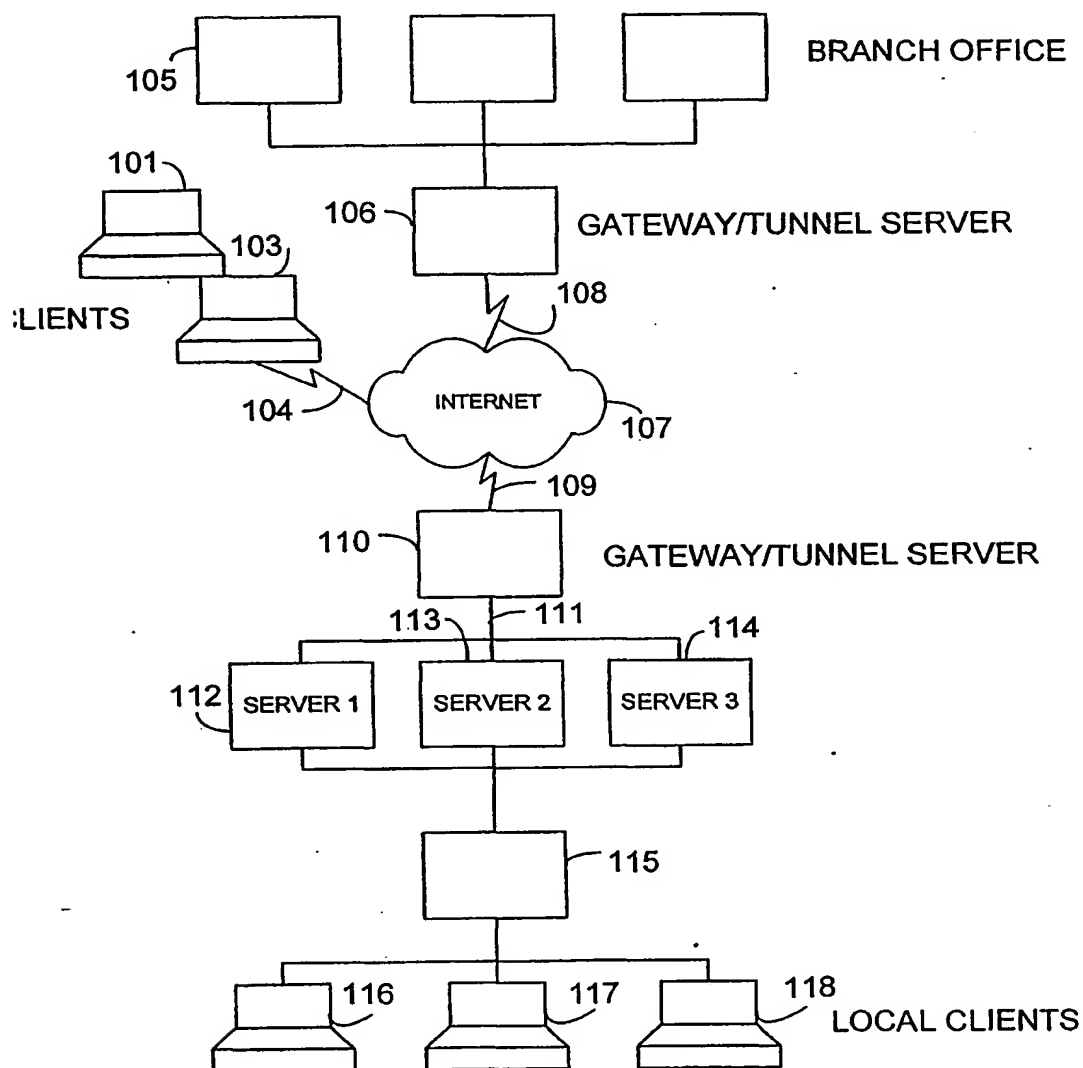 105
BRANCH OFFICE
101
106
GATEWAY/TUNNEL SERVER
103
108
:LIENTS
104
INTERNET
107
109
110
GATEWAY/TUNNEL SERVER
111
113
114
112
SERVER 1
SERVER 2
SERVER 3
115
116
117
118
LOCAL CLIENTS